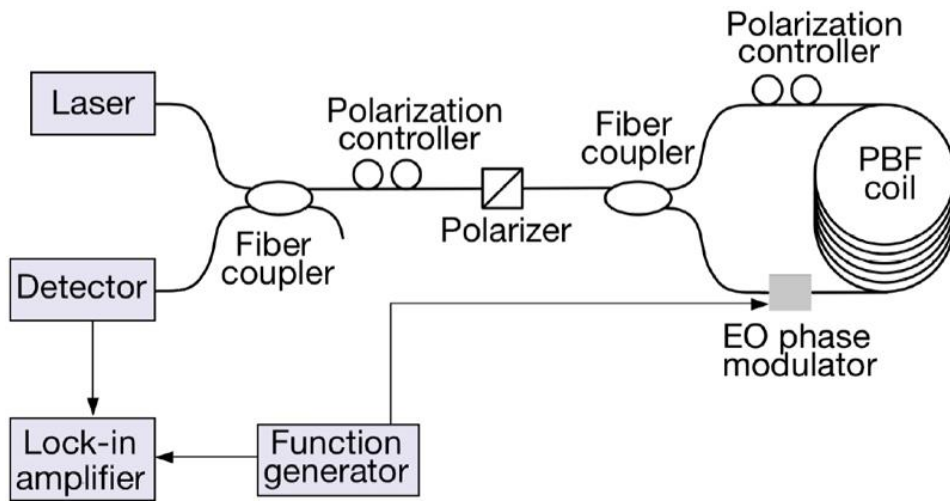 Polarization
controller
Laser
Polarization
controller
Fiber
coupler
PBF
coil
Polarizer
Fiber
coupler
Detector
EO phase
modulator
Lock-in
amplifier
Function
generator